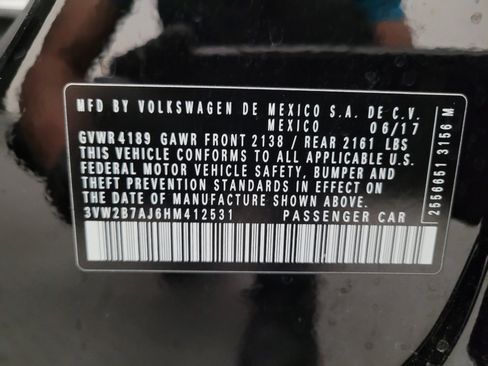 MFD BY VOLKSWAGEN DE MEXICO S.A. DE C.V.
MEXICO 06/17
GVWR 4189 GAWR FRONT 2138 / REAR 2161 LBS
THIS VEHICLE CONFORMS TO ALL APPLICABLE
FEDERAL MOTOR VEHICLE SAFETY, BUMPER AND
THEFT PREVENTION STANDARDS IN EFFECT ON
THE DATE OF MANUFACTURE SHOWN ABOVE.
3VW2B7AJ6HM412531 PASSENGER CAR
2556651 3156 M